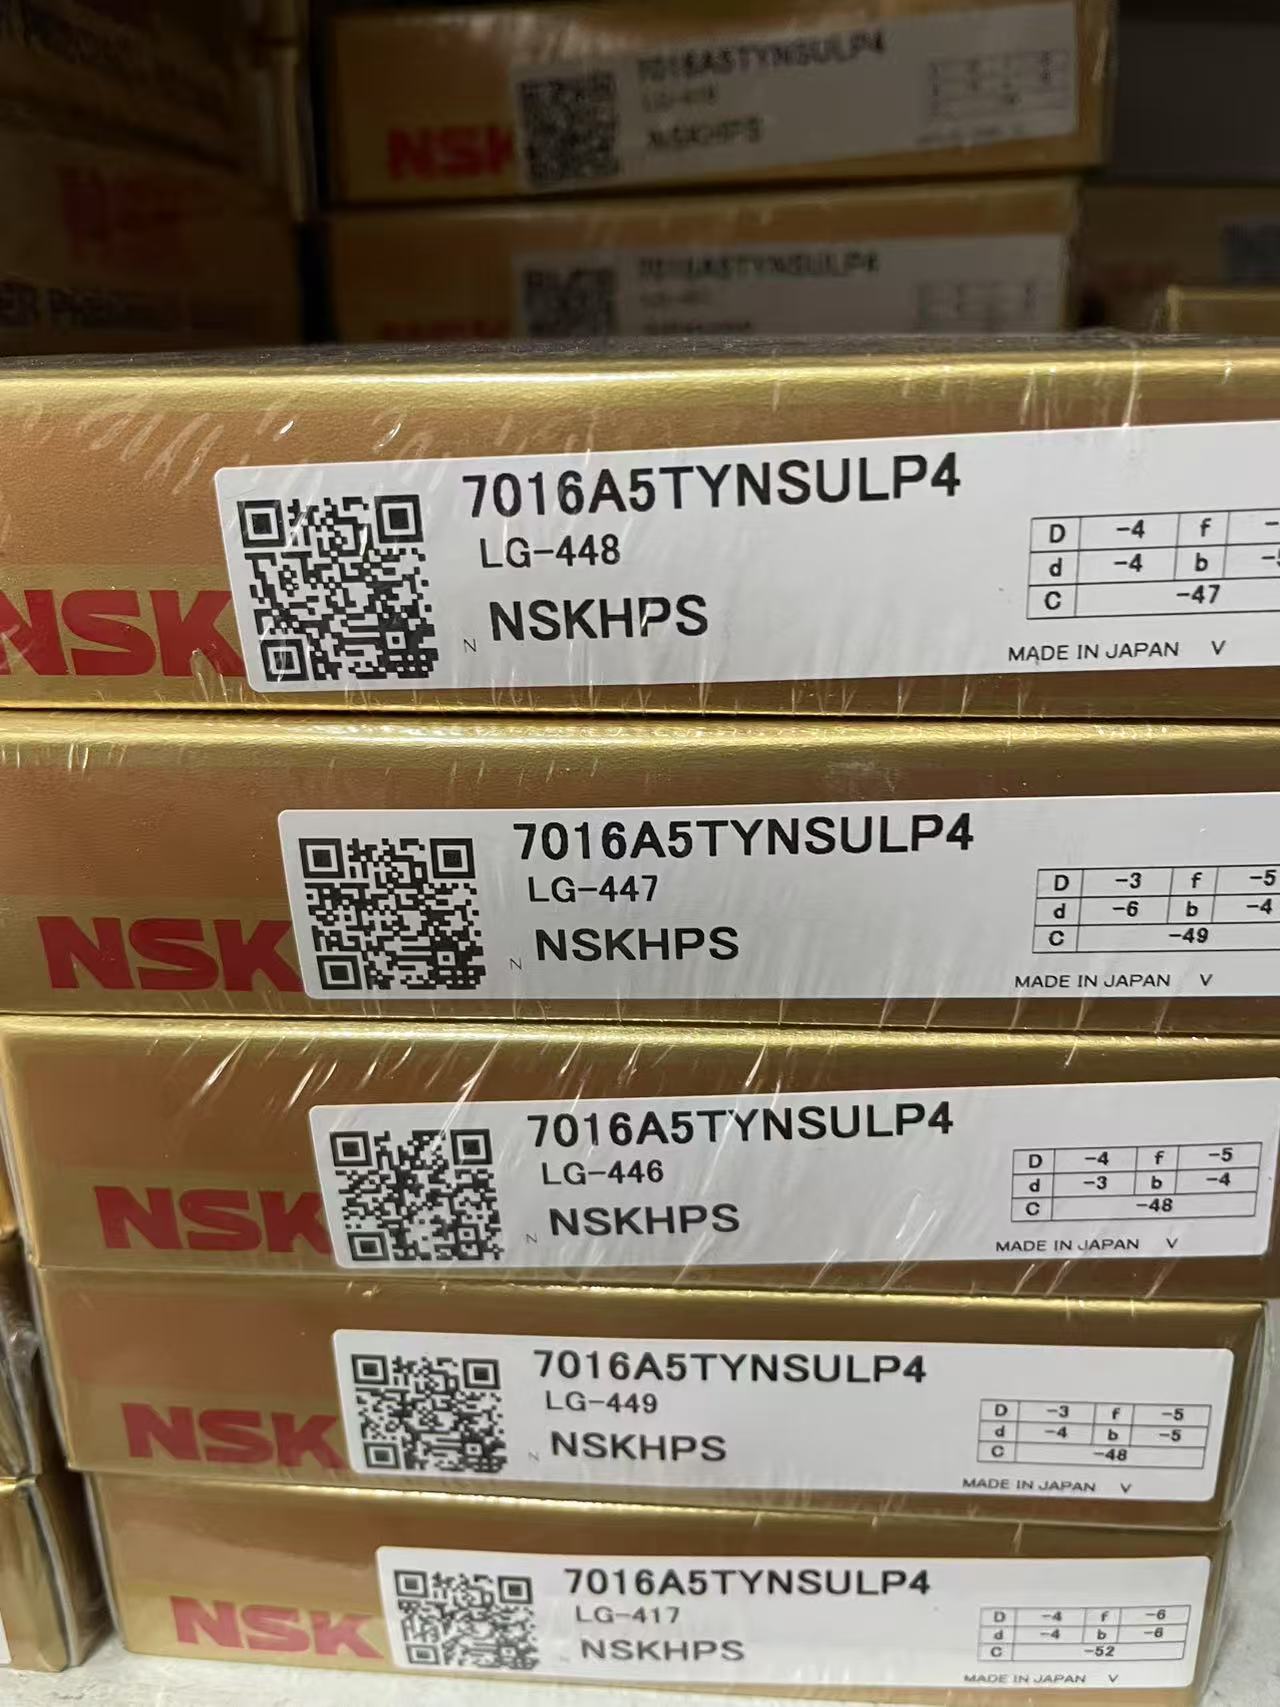 7016A5TYNSULP4
NSK
NSKHPS
7016A5TYNSULP4
NSK
7016A5TYNSULP4
LG-448
NSK
N NSKHPS
D -4 f
d -4 b
C -47
MADE IN JAPAN V
7016A5TYNSULP4
LG-447
NSK
N NSKHPS
D -3 f -5
d -6 b -4
C -49
MADE IN JAPAN V
7016A5TYNSULP4
LG-446
NSK
N NSKHPS
D -4 f -5
d -3 b -4
C -48
MADE IN JAPAN V
7016A5TYNSULP4
LG-449
NSK
N NSKHPS
D -3 f -5
d -4 b -5
C -48
MADE IN JAPAN V
7016A5TYNSULP4
LG-417
NSK
NSKHPS
D -4 f -6
d -4 b -6
C -52
MADE IN JAPAN V